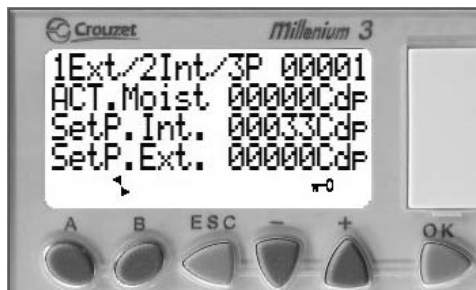 Crouzet millenium 3
1Ext/2Int/3P 00001
ACT.Moist 00000Cdp
SetP.Int. 00033Cdp
SetP.Ext. 00000Cdp
A B ESC - + OK